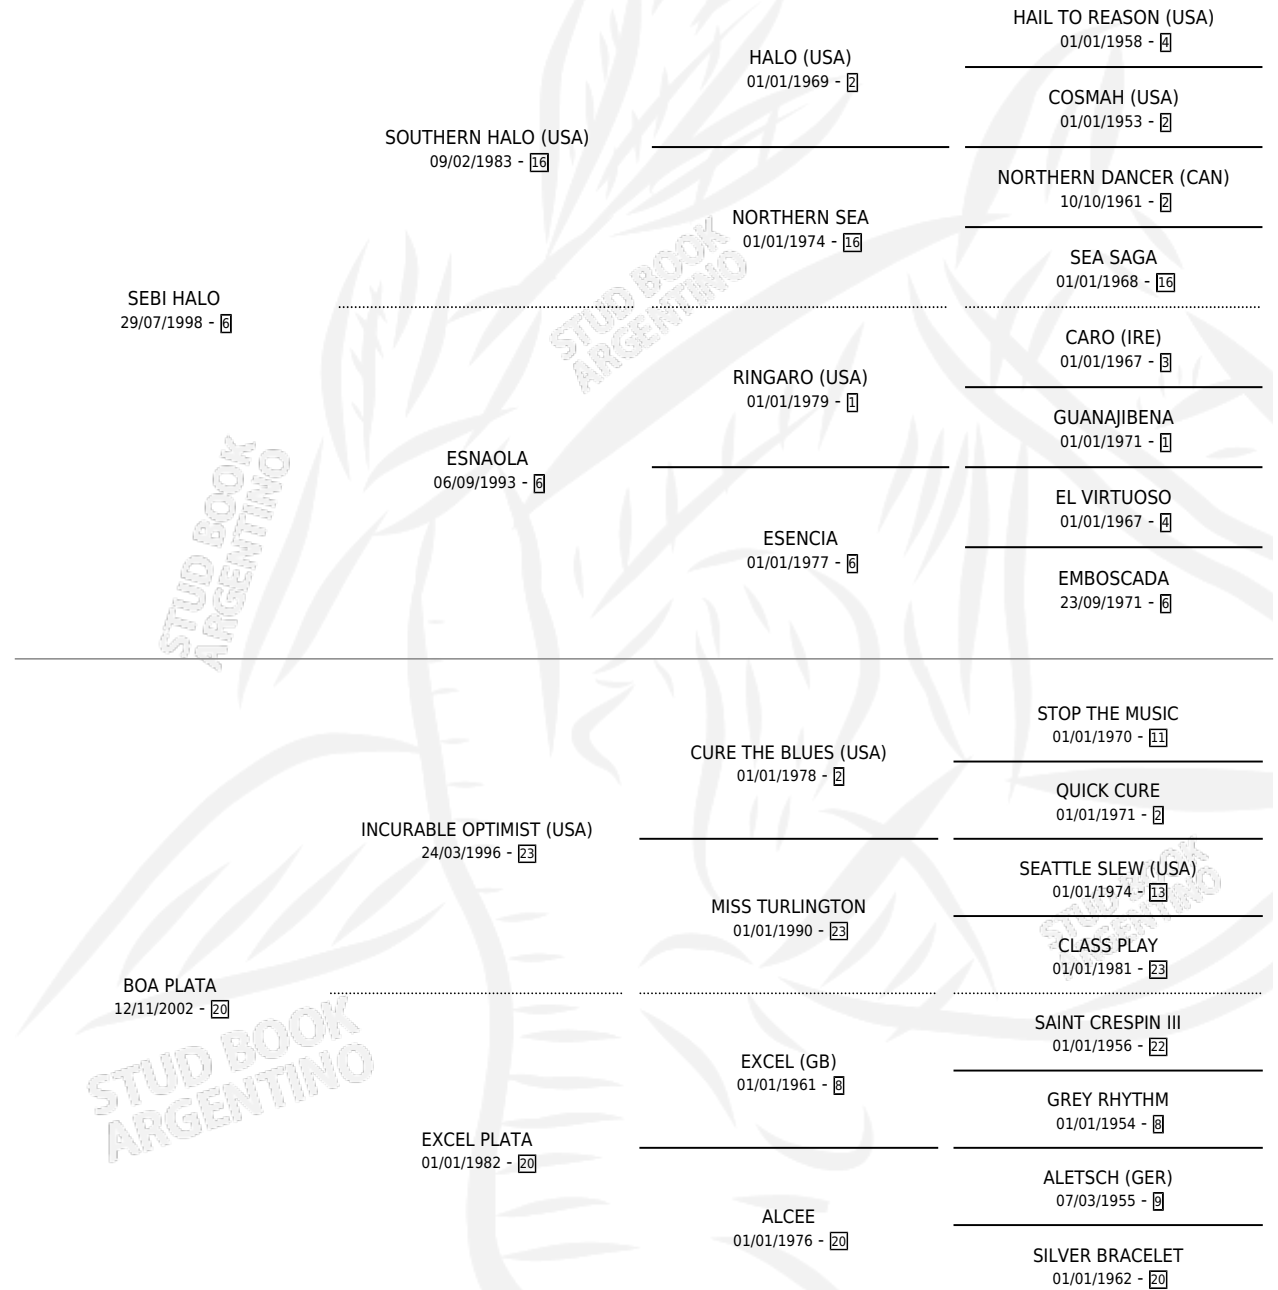 HAIL TO REASON (USA)
01/01/1958 - 4
HALO (USA)
01/01/1969 - 2
COSMAH (USA)
01/01/1953 - 2
SOUTHERN HALO (USA)
09/02/1983 - 16
NORTHERN DANCER (CAN)
10/10/1961 - 2
NORTHERN SEA
01/01/1974 - 16
SEA SAGA
01/01/1968 - 16
SEBI HALO
29/07/1998 - 6
STUD BOOK
ARGENTINO
CARO (IRE)
01/01/1967 - 3
RINGARO (USA)
01/01/1979 - 1
GUANAJIBENA
01/01/1971 - 1
ESNAOLA
06/09/1993 - 6
EL VIRTUOSO
01/01/1967 - 4
ESENCIA
01/01/1977 - 6
EMBOSCADA
23/09/1971 - 6
STUD BOOK
ARGENTINO
STOP THE MUSIC
01/01/1970 - 11
CURE THE BLUES (USA)
01/01/1978 - 2
QUICK CURE
01/01/1971 - 2
INCURABLE OPTIMIST (USA)
24/03/1996 - 23
SEATTLE SLEW (USA)
01/01/1974 - 13
MISS TURLINGTON
01/01/1990 - 23
STUD BOOK
ARGENTINO
CLASS PLAY
01/01/1981 - 23
BOA PLATA
12/11/2002 - 20
SAINT CRESPIN III
01/01/1956 - 22
EXCEL (GB)
01/01/1961 - 8
STUD BOOK
ARGENTINO
GREY RHYTHM
01/01/1954 - 8
EXCEL PLATA
01/01/1982 - 20
ALETSCH (GER)
07/03/1955 - 9
ALCEE
01/01/1976 - 20
SILVER BRACELET
01/01/1962 - 20